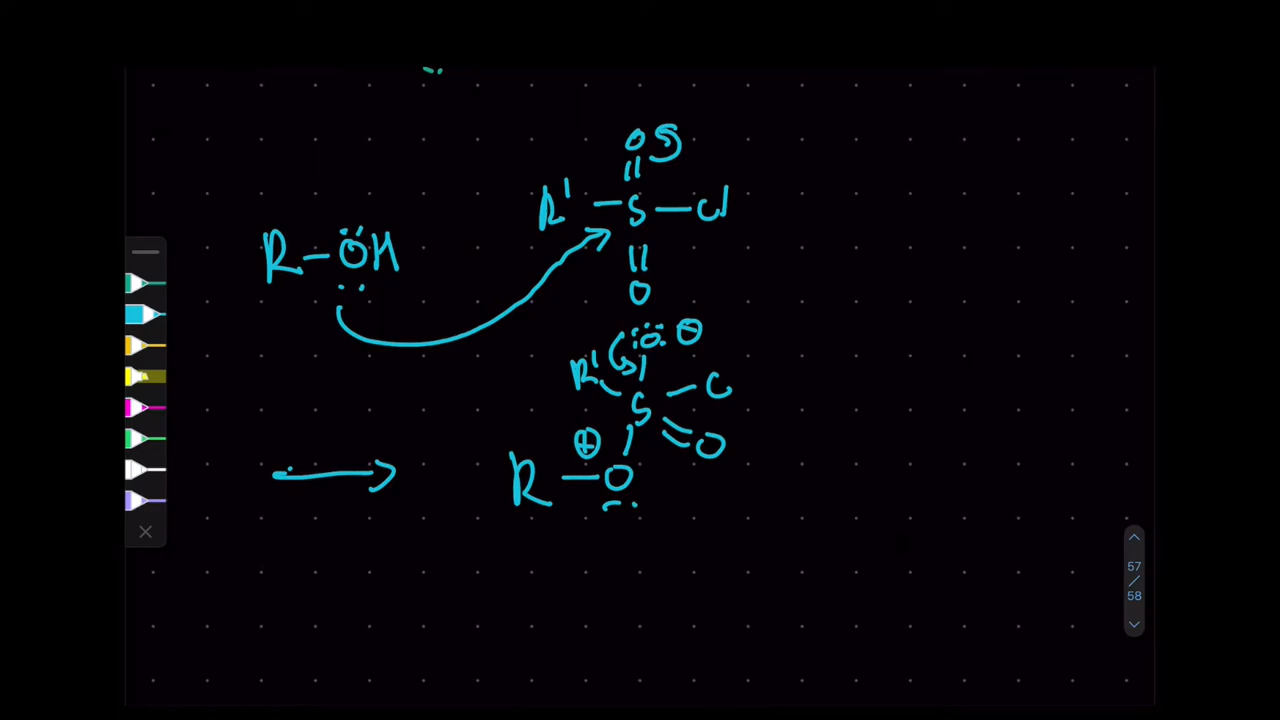 O
R' – S – Cl
R – ÖH
O
:Ö: ⊖
R' C
S
⊕ O
R – O
57
/
58